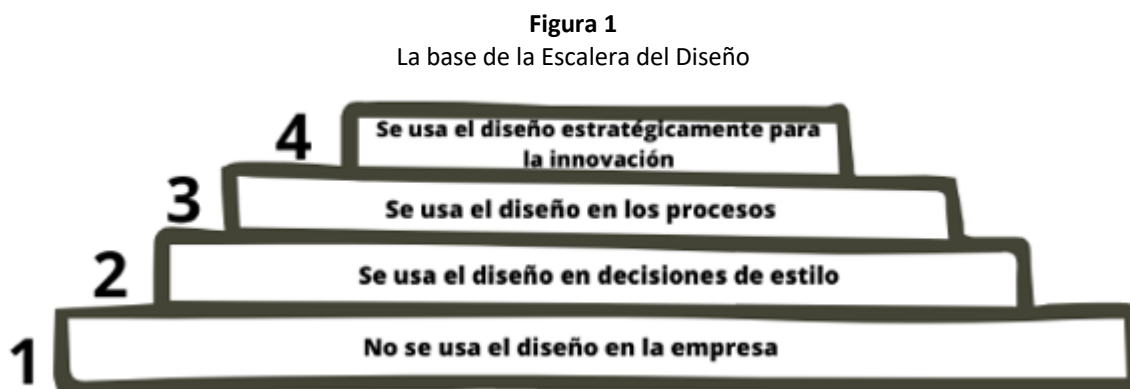 Figura 1
La base de la Escalera del Diseño
4
Se usa el diseño estratégicamente para
la innovación
3
Se usa el diseño en los procesos
2
Se usa el diseño en decisiones de estilo
1
No se usa el diseño en la empresa